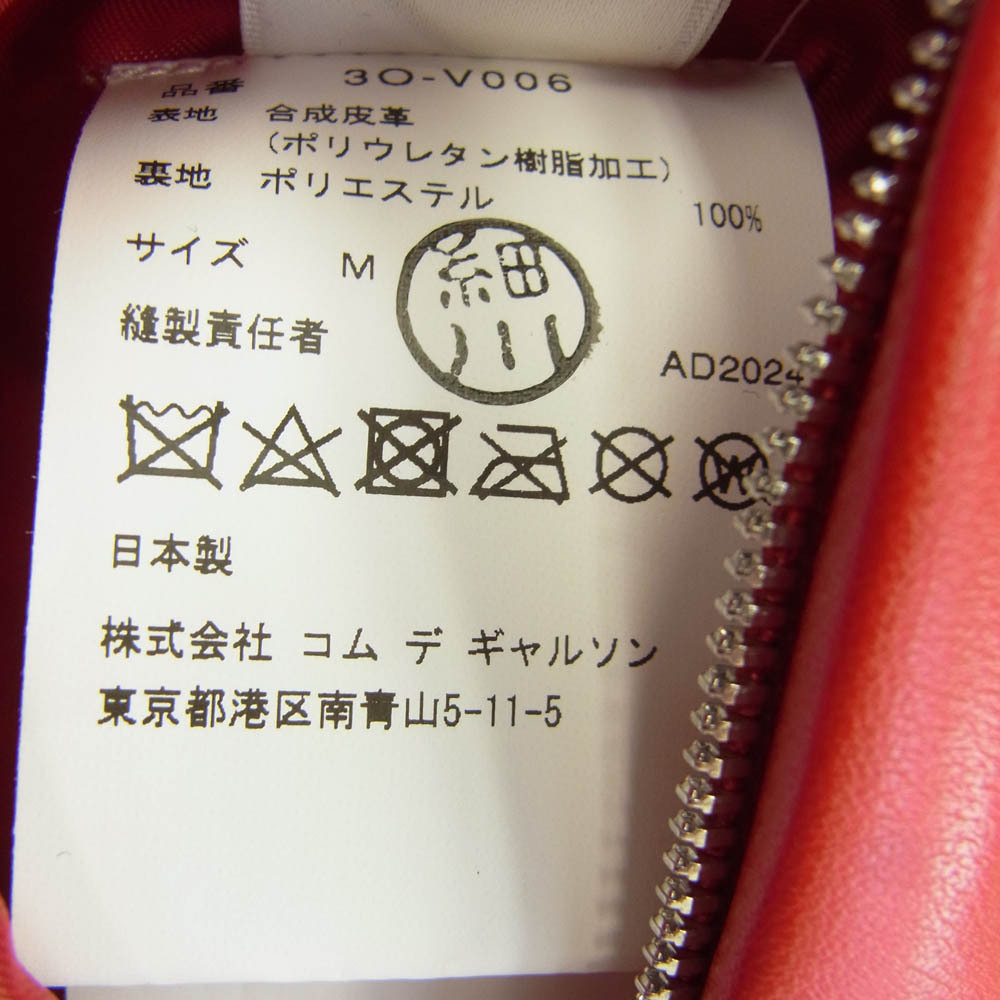 品番 3O-V006
表地 合成皮革
(ポリウレタン樹脂加工)
裏地 ポリエステル 100%
サイズ M
細川
縫製責任者
AD2024
日本製
株式会社 コム デ ギャルソン
東京都港区南青山5-11-5